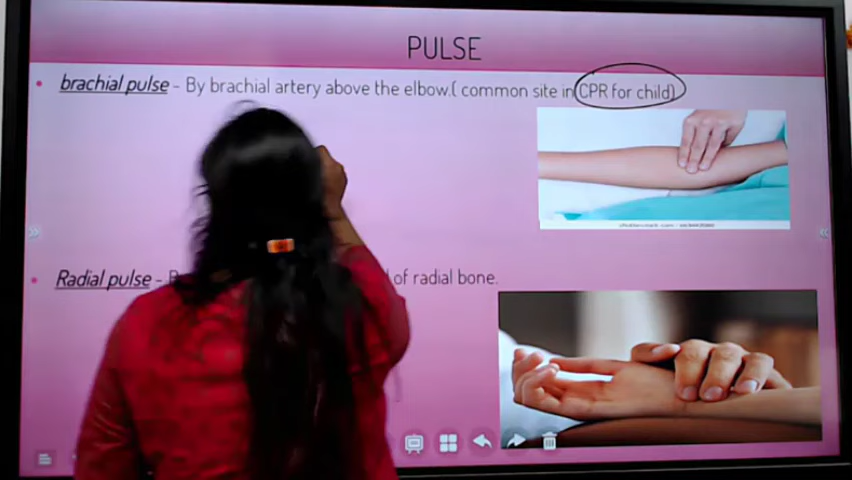 PULSE
brachial pulse - By brachial artery above the elbow.( common site in CPR for child)
Radial pulse - of radial bone.